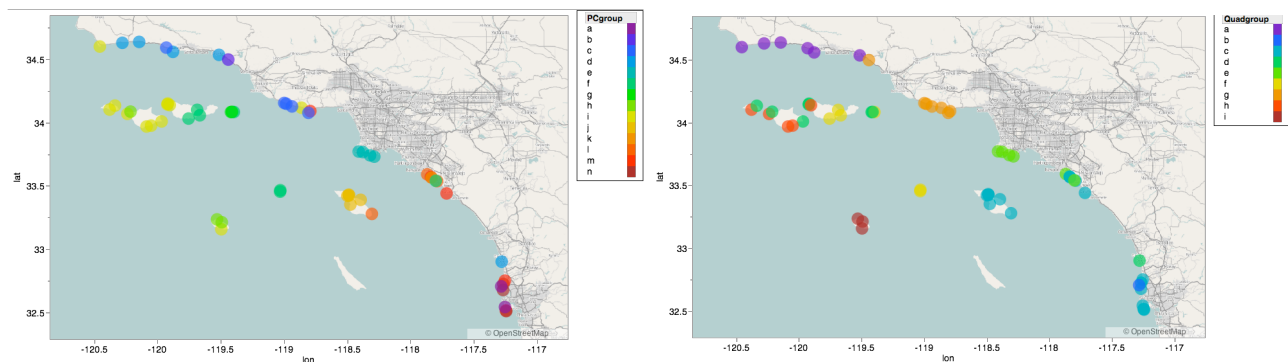 PCgroup
a
b
c
d
e
f
g
h
i
j
k
l
m
n
34.5
34
33.5
33
32.5
lat
-120.5
-120
-119.5
-119
-118.5
-118
-117.5
-117
lon
© OpenStreetMap
Quadgroup
a
b
c
d
e
f
g
h
i
34.5
34
33.5
33
32.5
lat
-120.5
-120
-119.5
-119
-118.5
-118
-117.5
-117
lon
© OpenStreetMap